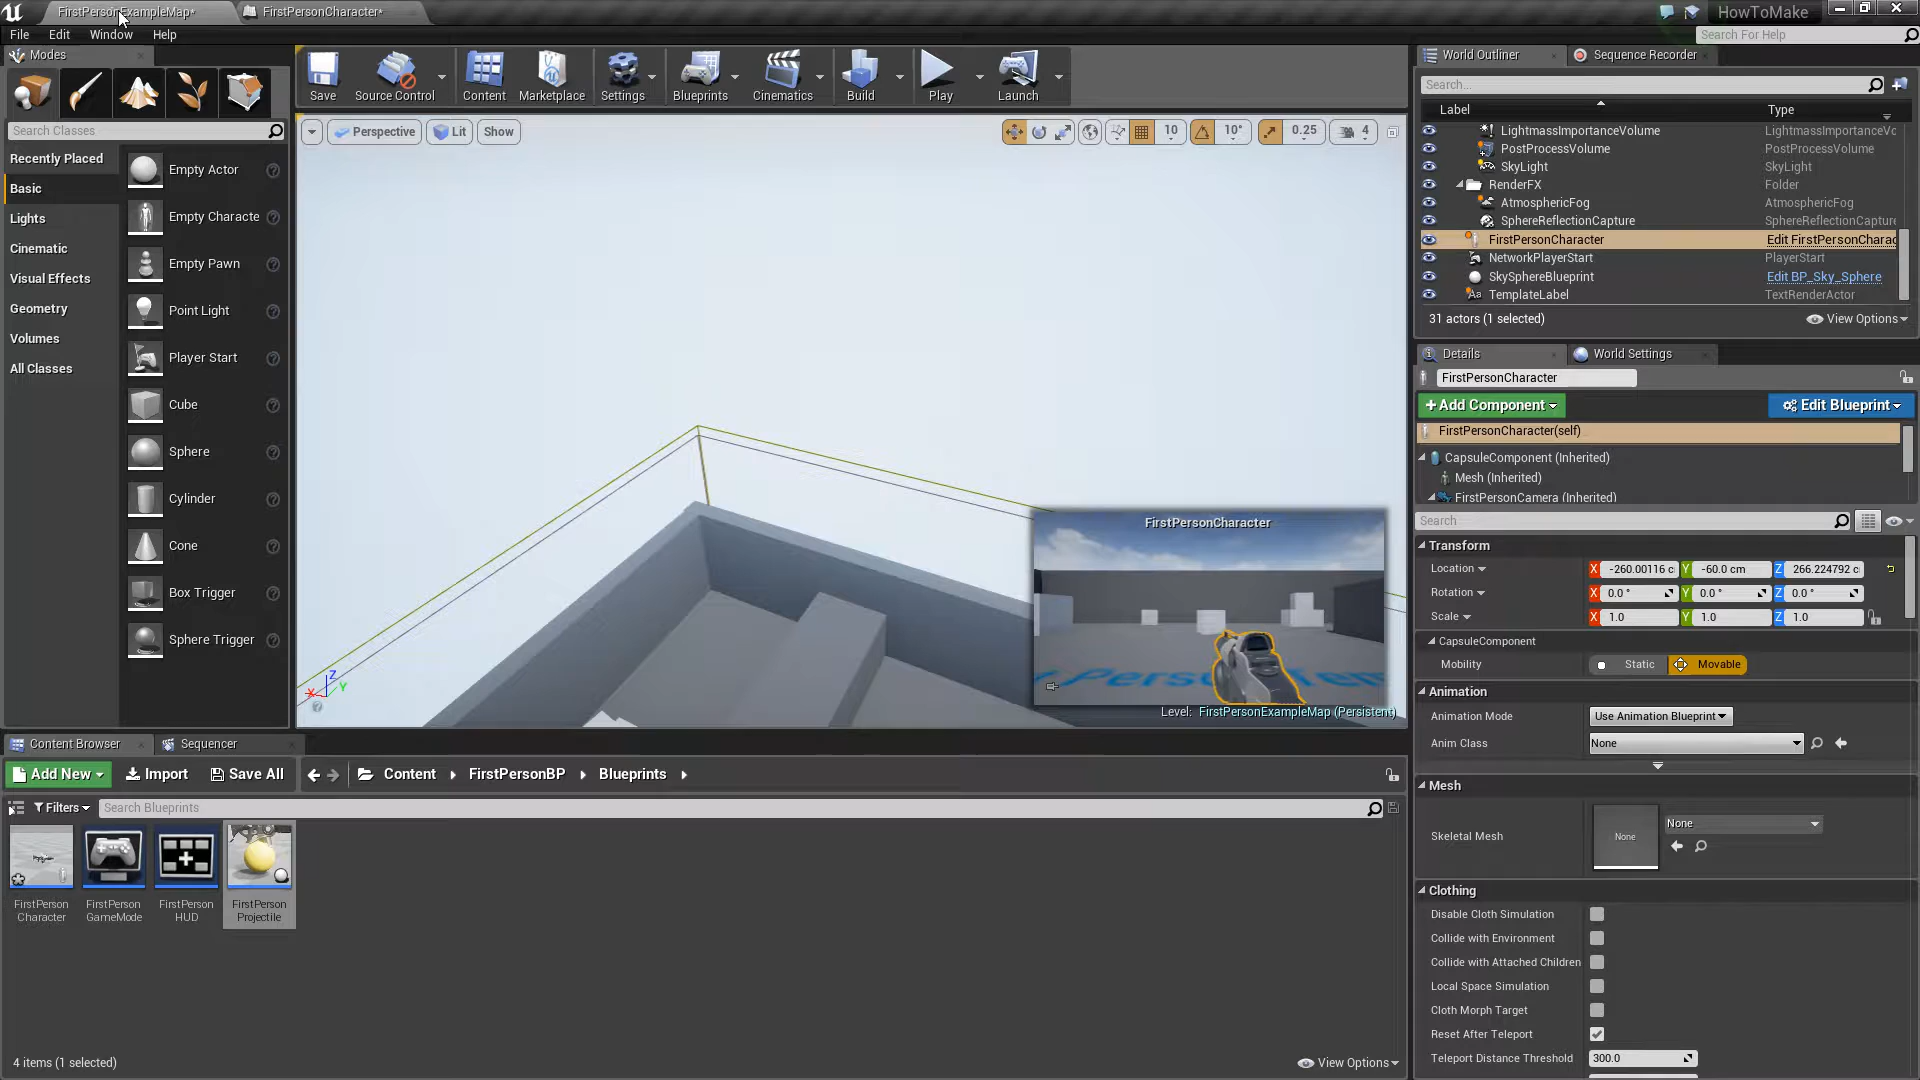 FirstPersonExampleMap*
FirstPersonCharacter*
HowToMake
File Edit Window Help
Search For Help
Modes
Search Classes
Recently Placed
Basic
Lights
Cinematic
Visual Effects
Geometry
Volumes
All Classes
Empty Actor
Empty Characte
Empty Pawn
Point Light
Player Start
Cube
Sphere
Cylinder
Cone
Box Trigger
Sphere Trigger
Save
Source Control
Content
Marketplace
Settings
Blueprints
Cinematics
Build
Play
Launch
Perspective
Lit
Show
10
10°
0.25
4
Z
X
Y
FirstPersonCharacter
Level: FirstPersonExampleMap (Persistent)
World Outliner
Sequence Recorder
Search...
Label Type
LightmassImportanceVolume LightmassImportanceVc
PostProcessVolume PostProcessVolume
SkyLight SkyLight
RenderFX Folder
AtmosphericFog AtmosphericFog
SphereReflectionCapture SphereReflectionCapture
FirstPersonCharacter Edit FirstPersonCharac
NetworkPlayerStart PlayerStart
SkySphereBlueprint Edit BP_Sky_Sphere
TemplateLabel TextRenderActor
31 actors (1 selected)
View Options
Details
World Settings
FirstPersonCharacter
+ Add Component
Edit Blueprint
FirstPersonCharacter(self)
CapsuleComponent (Inherited)
Mesh (Inherited)
FirstPersonCamera (Inherited)
Search
Transform
Location X -260.00116 c Y -60.0 cm Z 266.224792 c
Rotation X 0.0 ° Y 0.0 ° Z 0.0 °
Scale X 1.0 Y 1.0 Z 1.0
CapsuleComponent
Mobility Static Movable
Animation
Animation Mode Use Animation Blueprint
Anim Class None
Mesh
Skeletal Mesh None None
Clothing
Disable Cloth Simulation
Collide with Environment
Collide with Attached Children
Local Space Simulation
Cloth Morph Target
Reset After Teleport
Teleport Distance Threshold 300.0
Content Browser
Sequencer
Add New
Import
Save All
Content
FirstPersonBP
Blueprints
Filters
Search Blueprints
FirstPerson
Character
FirstPerson
GameMode
FirstPerson
HUD
FirstPerson
Projectile
4 items (1 selected)
View Options